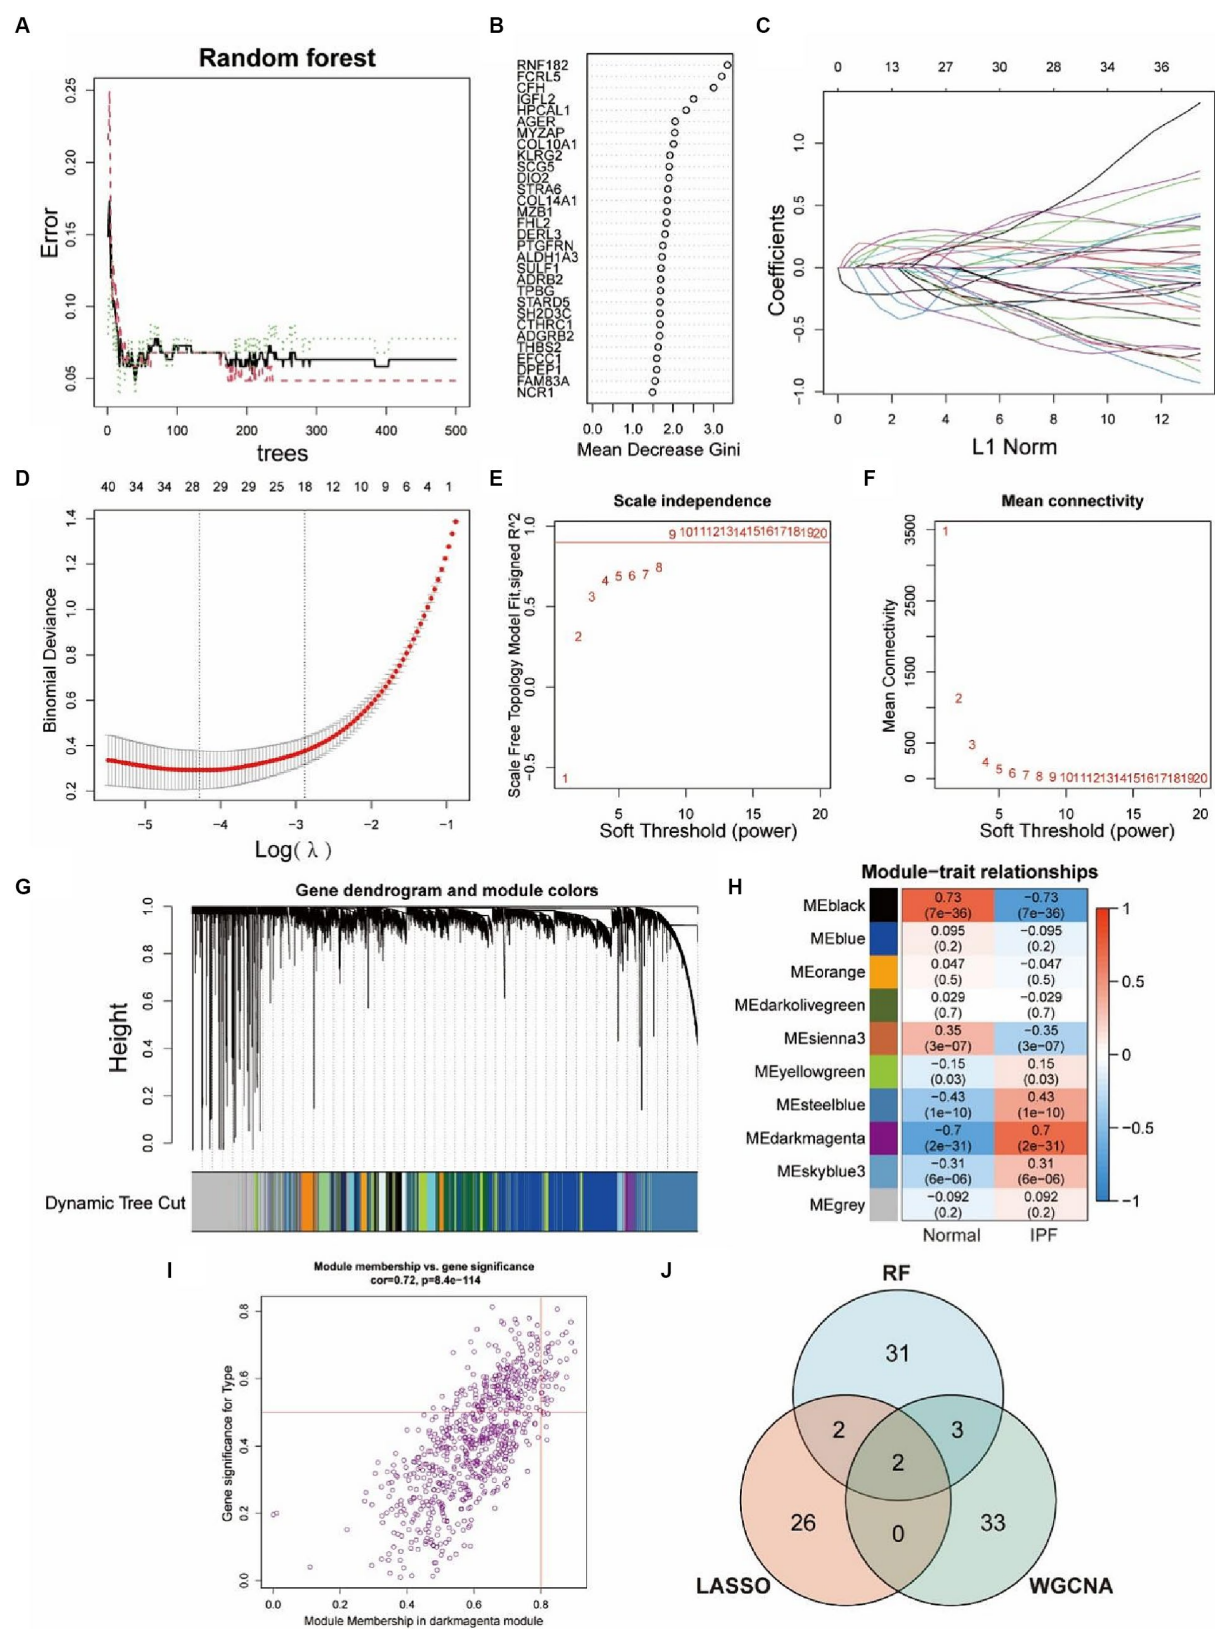 A
Random forest
Error
0.25
0.20
0.15
0.10
0.05
0 100 200 300 400 500
trees
B
RNF182
FCRL5
CFH
IGFL2
HPCAL1
AGER
MYZAP
COL10A1
KLRG2
SCG5
DIO2
STRA6
COL14A1
MZB1
FHL2
DERL3
PTGFRN
ALDH1A3
SULF1
ADRB2
TPBG
STARD5
SH2D3C
CTHRC1
ADGRB2
THBS2
EFCC1
DPEP1
FAM83A
NCR1
0.0 1.0 2.0 3.0
Mean Decrease Gini
C
0 13 27 30 28 34 36
Coefficients
1.0
0.5
0.0
−0.5
−1.0
0 2 4 6 8 10 12
L1 Norm
D
40 34 34 28 29 29 25 18 12 10 9 6 4 1
Binomial Deviance
1.4
1.2
1.0
0.8
0.6
0.4
0.2
−5 −4 −3 −2 −1
Log( λ )
E
Scale independence
Scale Free Topology Model Fit,signed R^2
1.0
0.5
0.0
−0.5
1 2 3 4 5 6 7 8 9 10 11 12 13 14 15 16 17 18 19 20
5 10 15 20
Soft Threshold (power)
F
Mean connectivity
Mean Connectivity
3500
2500
1500
500
0
1 2 3 4 5 6 7 8 9 10 11 12 13 14 15 16 17 18 19 20
5 10 15 20
Soft Threshold (power)
G
Gene dendrogram and module colors
Height
1.0
0.8
0.6
0.4
0.2
0.0
Dynamic Tree Cut
H
Module−trait relationships
MEblack 0.73 (7e−36) −0.73 (7e−36)
MEblue 0.095 (0.2) −0.095 (0.2)
MEorange 0.047 (0.5) −0.047 (0.5)
MEdarkolivegreen 0.029 (0.7) −0.029 (0.7)
MEsienna3 0.35 (3e−07) −0.35 (3e−07)
MEyellowgreen −0.15 (0.03) 0.15 (0.03)
MEsteelblue −0.43 (1e−10) 0.43 (1e−10)
MEdarkmagenta −0.7 (2e−31) 0.7 (2e−31)
MEskyblue3 −0.31 (6e−06) 0.31 (6e−06)
MEgrey −0.092 (0.2) 0.092 (0.2)
Normal IPF
1
0.5
0
−0.5
−1
I
Module membership vs. gene significance
cor=0.72, p=8.4e−114
Gene significance for Type
0.8
0.6
0.4
0.2
0.0
0.0 0.2 0.4 0.6 0.8
Module Membership in darkmagenta module
J
RF
31
2 3
2
26 0 33
LASSO WGCNA